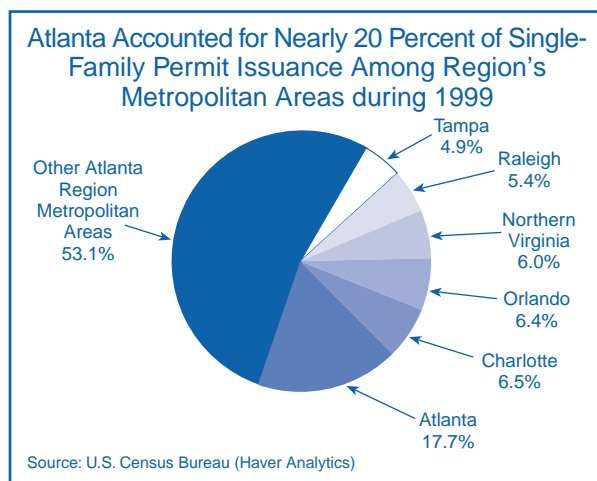 Atlanta Accounted for Nearly 20 Percent of Single-
Family Permit Issuance Among Region's
Metropolitan Areas during 1999
Tampa
4.9%
Raleigh
5.4%
Northern
Virginia
6.0%
Orlando
6.4%
Charlotte
6.5%
Atlanta
17.7%
Other Atlanta
Region
Metropolitan
Areas
53.1%
Source: U.S. Census Bureau (Haver Analytics)